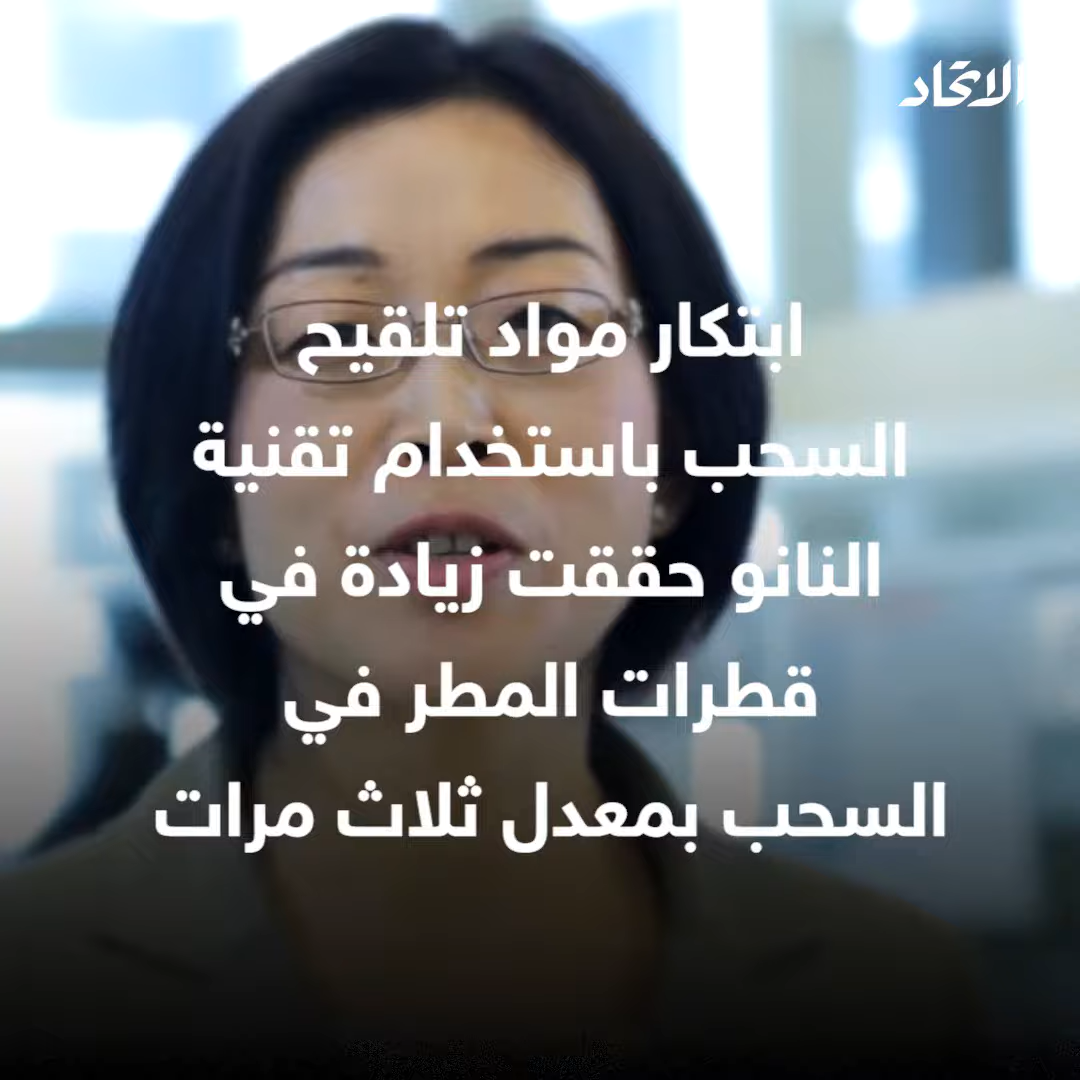 الاتحاد
ابتكار مواد تلقيح
السحب باستخدام تقنية
النانو حققت زيادة في
قطرات المطر في
السحب بمعدل ثلاث مرات